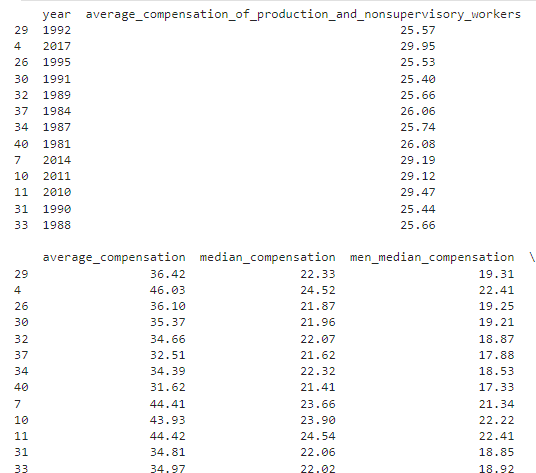 year average_compensation_of_production_and_nonsupervisory_workers
29 1992 25.57
4 2017 29.95
26 1995 25.53
30 1991 25.40
32 1989 25.66
37 1984 26.06
34 1987 25.74
40 1981 26.08
7 2014 29.19
10 2011 29.12
11 2010 29.47
31 1990 25.44
33 1988 25.66
average_compensation median_compensation men_median_compensation \
29 36.42 22.33 19.31
4 46.03 24.52 22.41
26 36.10 21.87 19.25
30 35.37 21.96 19.21
32 34.66 22.07 18.87
37 32.51 21.62 17.88
34 34.39 22.32 18.53
40 31.62 21.41 17.33
7 44.41 23.66 21.34
10 43.93 23.90 22.22
11 44.42 24.54 22.41
31 34.81 22.06 18.85
33 34.97 22.02 18.92